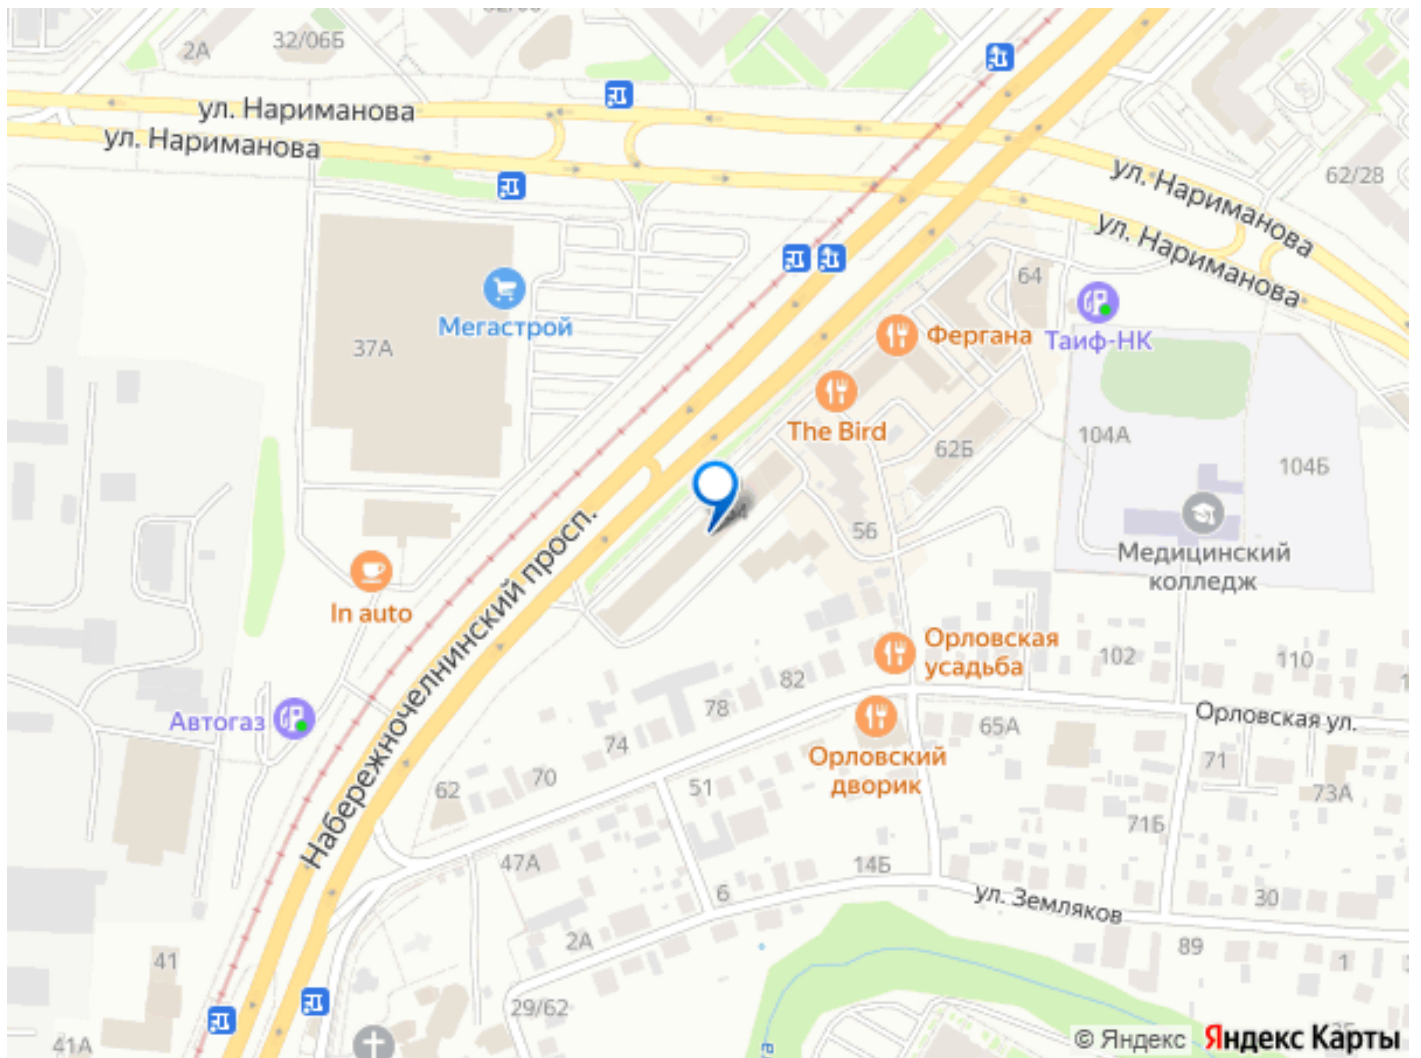 32/06Б
2А
ул. Нариманова
ул. Нариманова
ул. Нариманова
62/28
ул. Нариманова
64
Мегастрой
37А
Фергана
Таиф-НК
The Bird
104А
62Б
104Б
56
Медицинский
колледж
In auto
Набережночелнинский просп.
Орловская
усадьба
102
110
82
78
Автогаз
74
65А
Орловская ул.
Орловский
дворик
70
62
51
71
73А
71Б
47А
14Б
6
ул. Земляков
30
2А
89
41
1
29/62
41А
© Яндекс
Яндекс Карты